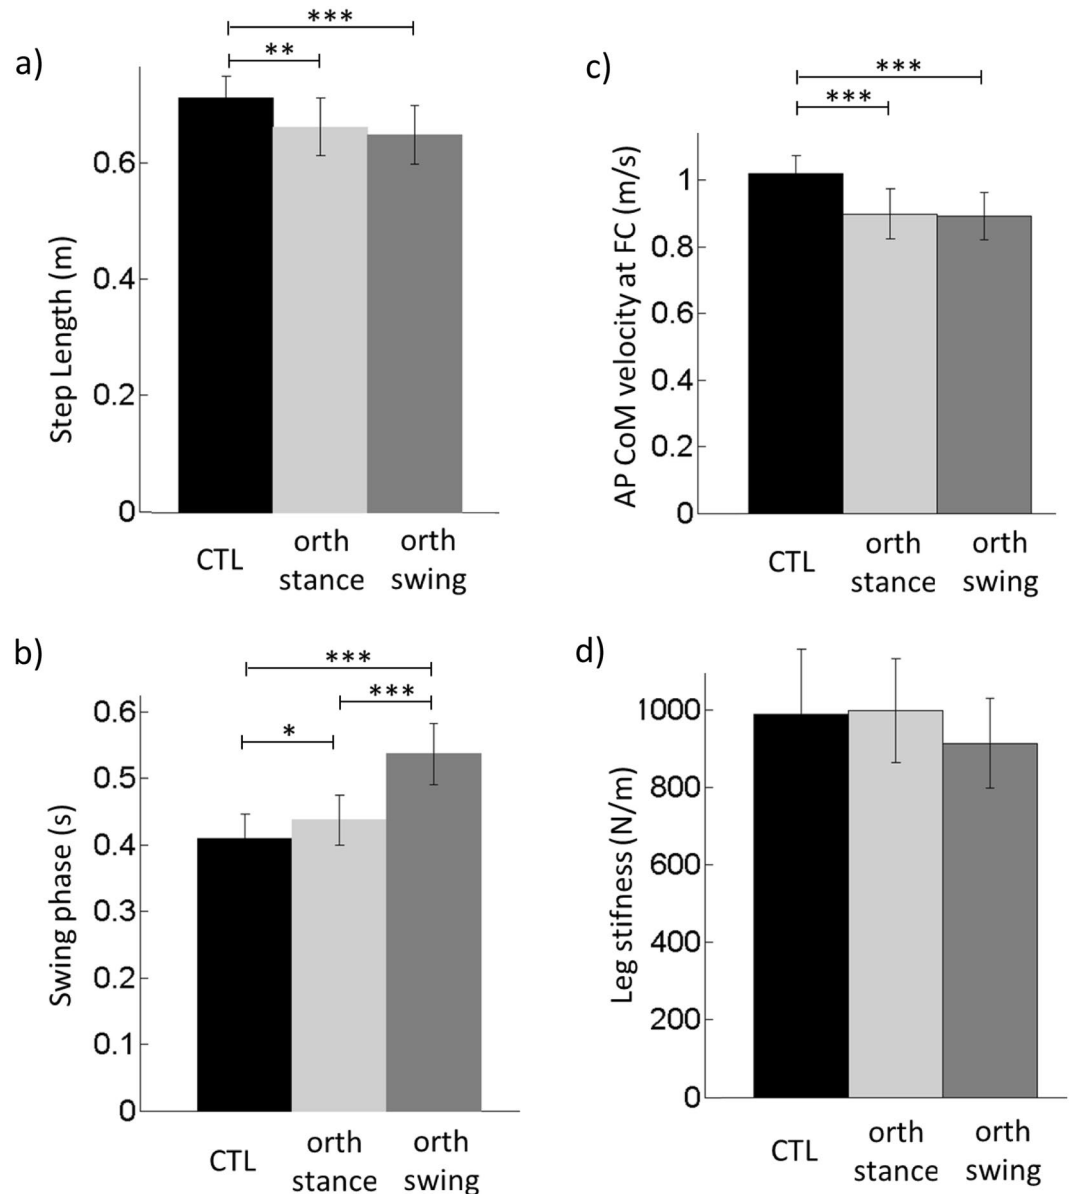 a)
***
**
Step Length (m)
0.6
0.4
0.2
0
CTL
orth
stance
orth
swing
c)
***
***
AP CoM velocity at FC (m/s)
1
0.8
0.6
0.4
0.2
0
CTL
orth
stance
orth
swing
b)
***
***
*
Swing phase (s)
0.6
0.5
0.4
0.3
0.2
0.1
0
CTL
orth
stance
orth
swing
d)
Leg stifness (N/m)
1000
800
600
400
200
0
CTL
orth
stance
orth
swing